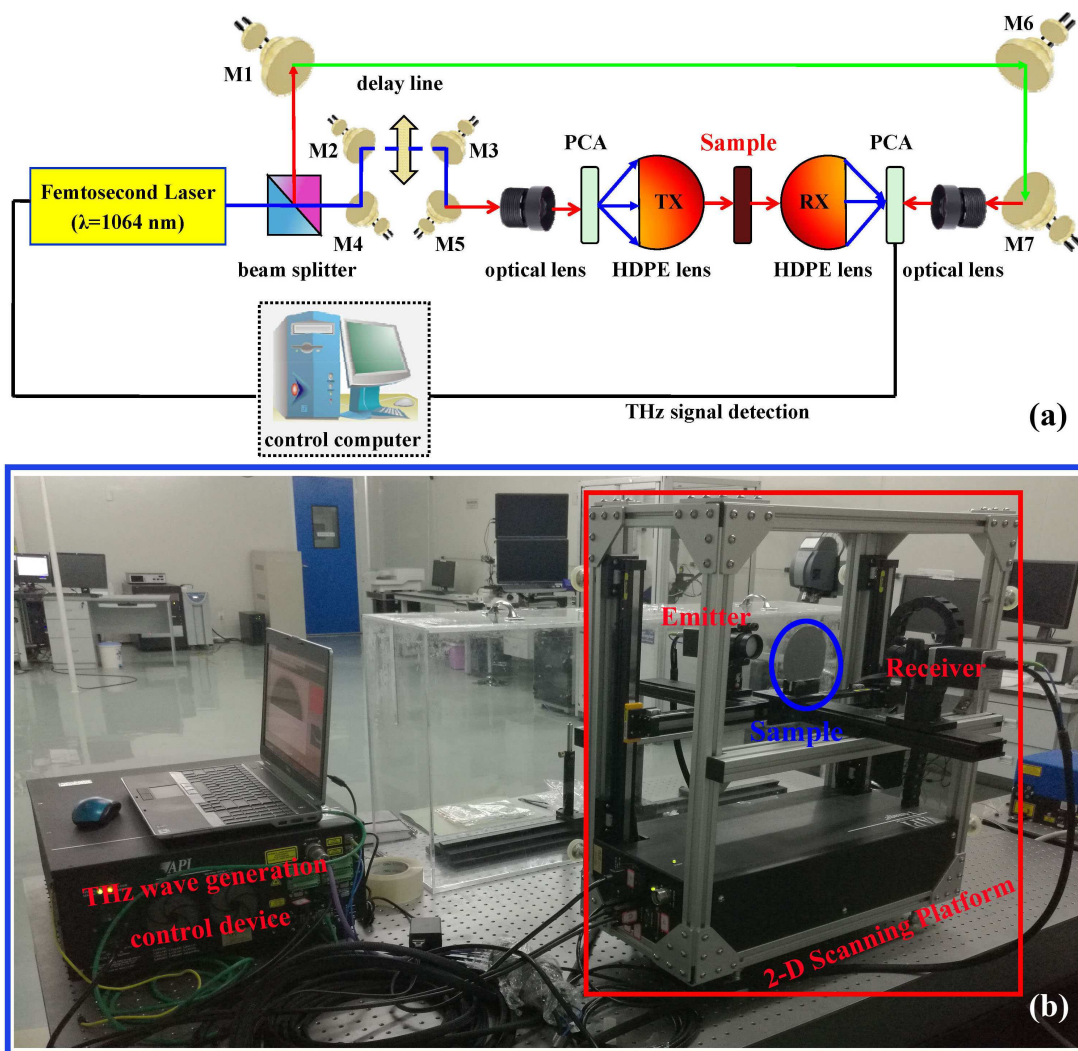 M1
M6
delay line
M2
M3
PCA
Sample
PCA
Femtosecond Laser
(λ=1064 nm)
TX
RX
M4
M5
M7
beam splitter
optical lens
HDPE lens
HDPE lens
optical lens
THz signal detection
control computer
(a)
Emitter
Receiver
Sample
API
THz wave generation
control device
2-D Scanning Platform
(b)